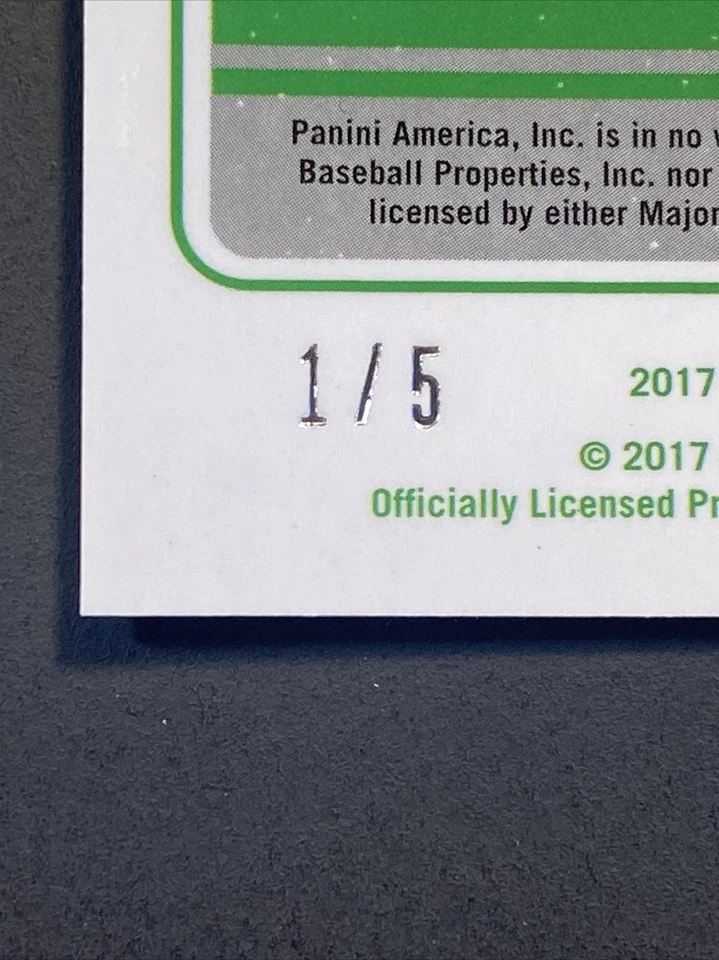 Panini America, Inc. is in no
Baseball Properties, Inc. nor
licensed by either Major
1 / 5
2017
© 2017
Officially Licensed